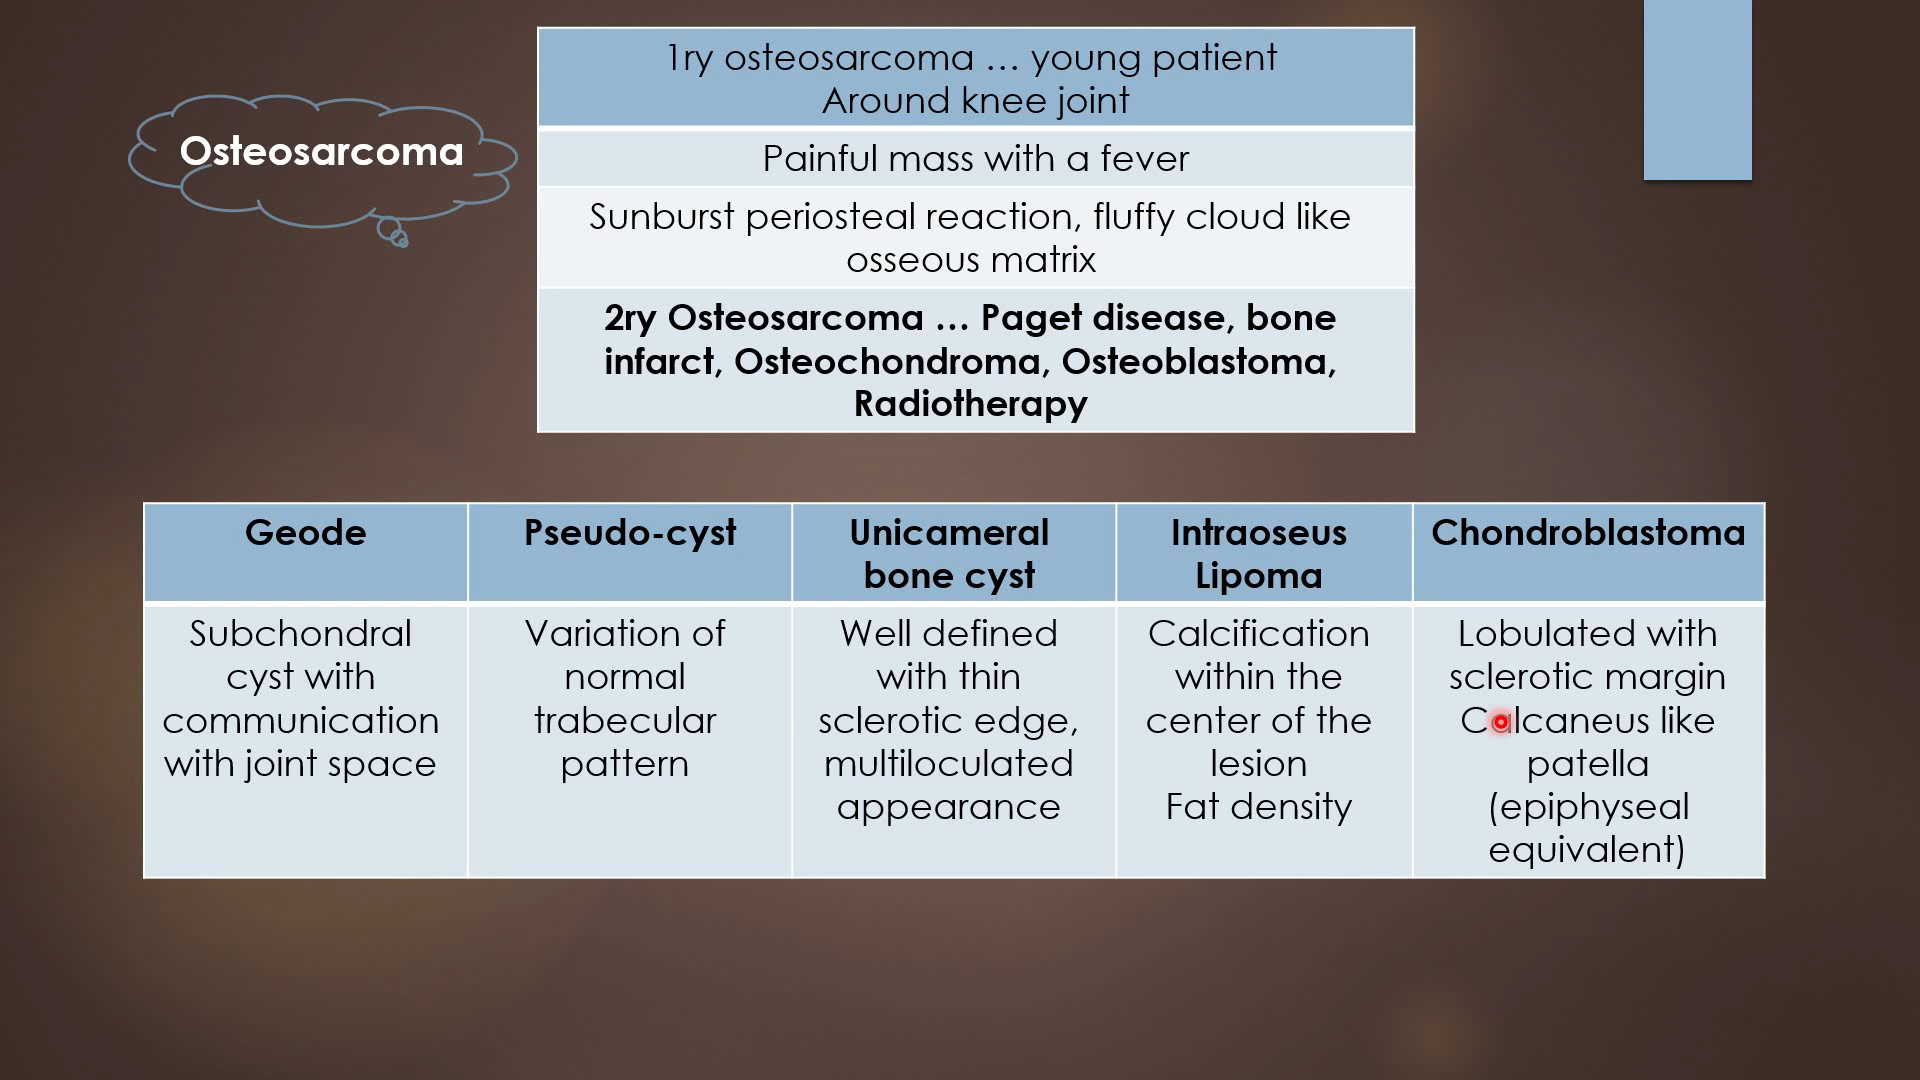 Osteosarcoma
1ry osteosarcoma … young patient
Around knee joint
Painful mass with a fever
Sunburst periosteal reaction, fluffy cloud like
osseous matrix
2ry Osteosarcoma … Paget disease, bone
infarct, Osteochondroma, Osteoblastoma,
Radiotherapy
Geode
Pseudo-cyst
Unicameral
bone cyst
Intraoseus
Lipoma
Chondroblastoma
Subchondral
cyst with
communication
with joint space
Variation of
normal
trabecular
pattern
Well defined
with thin
sclerotic edge,
multiloculated
appearance
Calcification
within the
center of the
lesion
Fat density
Lobulated with
sclerotic margin
Calcaneus like
patella
(epiphyseal
equivalent)